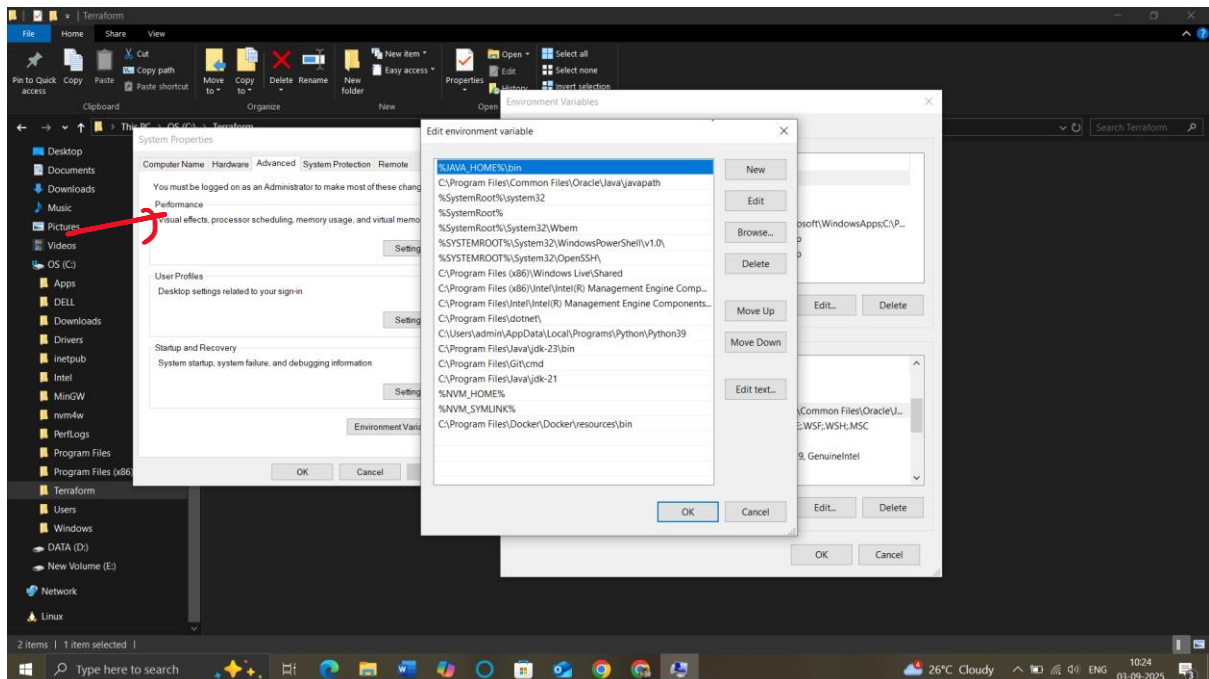 Terraform
File Home Share View
Pin to Quick access
Copy
Paste
Cut
Copy path
Paste shortcut
Clipboard
Move to
Copy to
Delete
Rename
Organize
New folder
New item
Easy access
New
Properties
Open
Edit
History
Open
Select all
Select none
Invert selection
This PC > OS (C:) > Terraform
Search Terraform
Desktop
Documents
Downloads
Music
Pictures
Videos
OS (C:)
Apps
DELL
Downloads
Drivers
inetpub
Intel
MinGW
nvm4w
PerfLogs
Program Files
Program Files (x86)
Terraform
Users
Windows
DATA (D:)
New Volume (E:)
Network
Linux
2 items | 1 item selected |
System Properties
Computer Name Hardware Advanced System Protection Remote
You must be logged on as an Administrator to make most of these chang
Performance
Visual effects, processor scheduling, memory usage, and virtual memo
Setting
User Profiles
Desktop settings related to your sign-in
Setting
Startup and Recovery
System startup, system failure, and debugging information
Setting
Environment Varia
OK Cancel
Edit environment variable
%JAVA_HOME%\bin
C:\Program Files\Common Files\Oracle\Java\javapath
%SystemRoot%\system32
%SystemRoot%
%SystemRoot%\System32\Wbem
%SYSTEMROOT%\System32\WindowsPowerShell\v1.0\
%SYSTEMROOT%\System32\OpenSSH\
C:\Program Files (x86)\Windows Live\Shared
C:\Program Files (x86)\Intel\Intel(R) Management Engine Comp...
C:\Program Files\Intel\Intel(R) Management Engine Components...
C:\Program Files\dotnet\
C:\Users\admin\AppData\Local\Programs\Python\Python39
C:\Program Files\Java\jdk-23\bin
C:\Program Files\Git\cmd
C:\Program Files\Java\jdk-21
%NVM_HOME%
%NVM_SYMLINK%
C:\Program Files\Docker\Docker\resources\bin
New
Edit
Browse...
Delete
Move Up
Move Down
Edit text...
OK Cancel
Environment Variables
osoft\WindowsApps;C:\P...
Edit... Delete
\Common Files\Oracle\J...
E;.WSF;.WSH;.MSC
9, GenuineIntel
Edit... Delete
OK Cancel
Type here to search
26°C Cloudy
ENG
10:24
03-09-2025